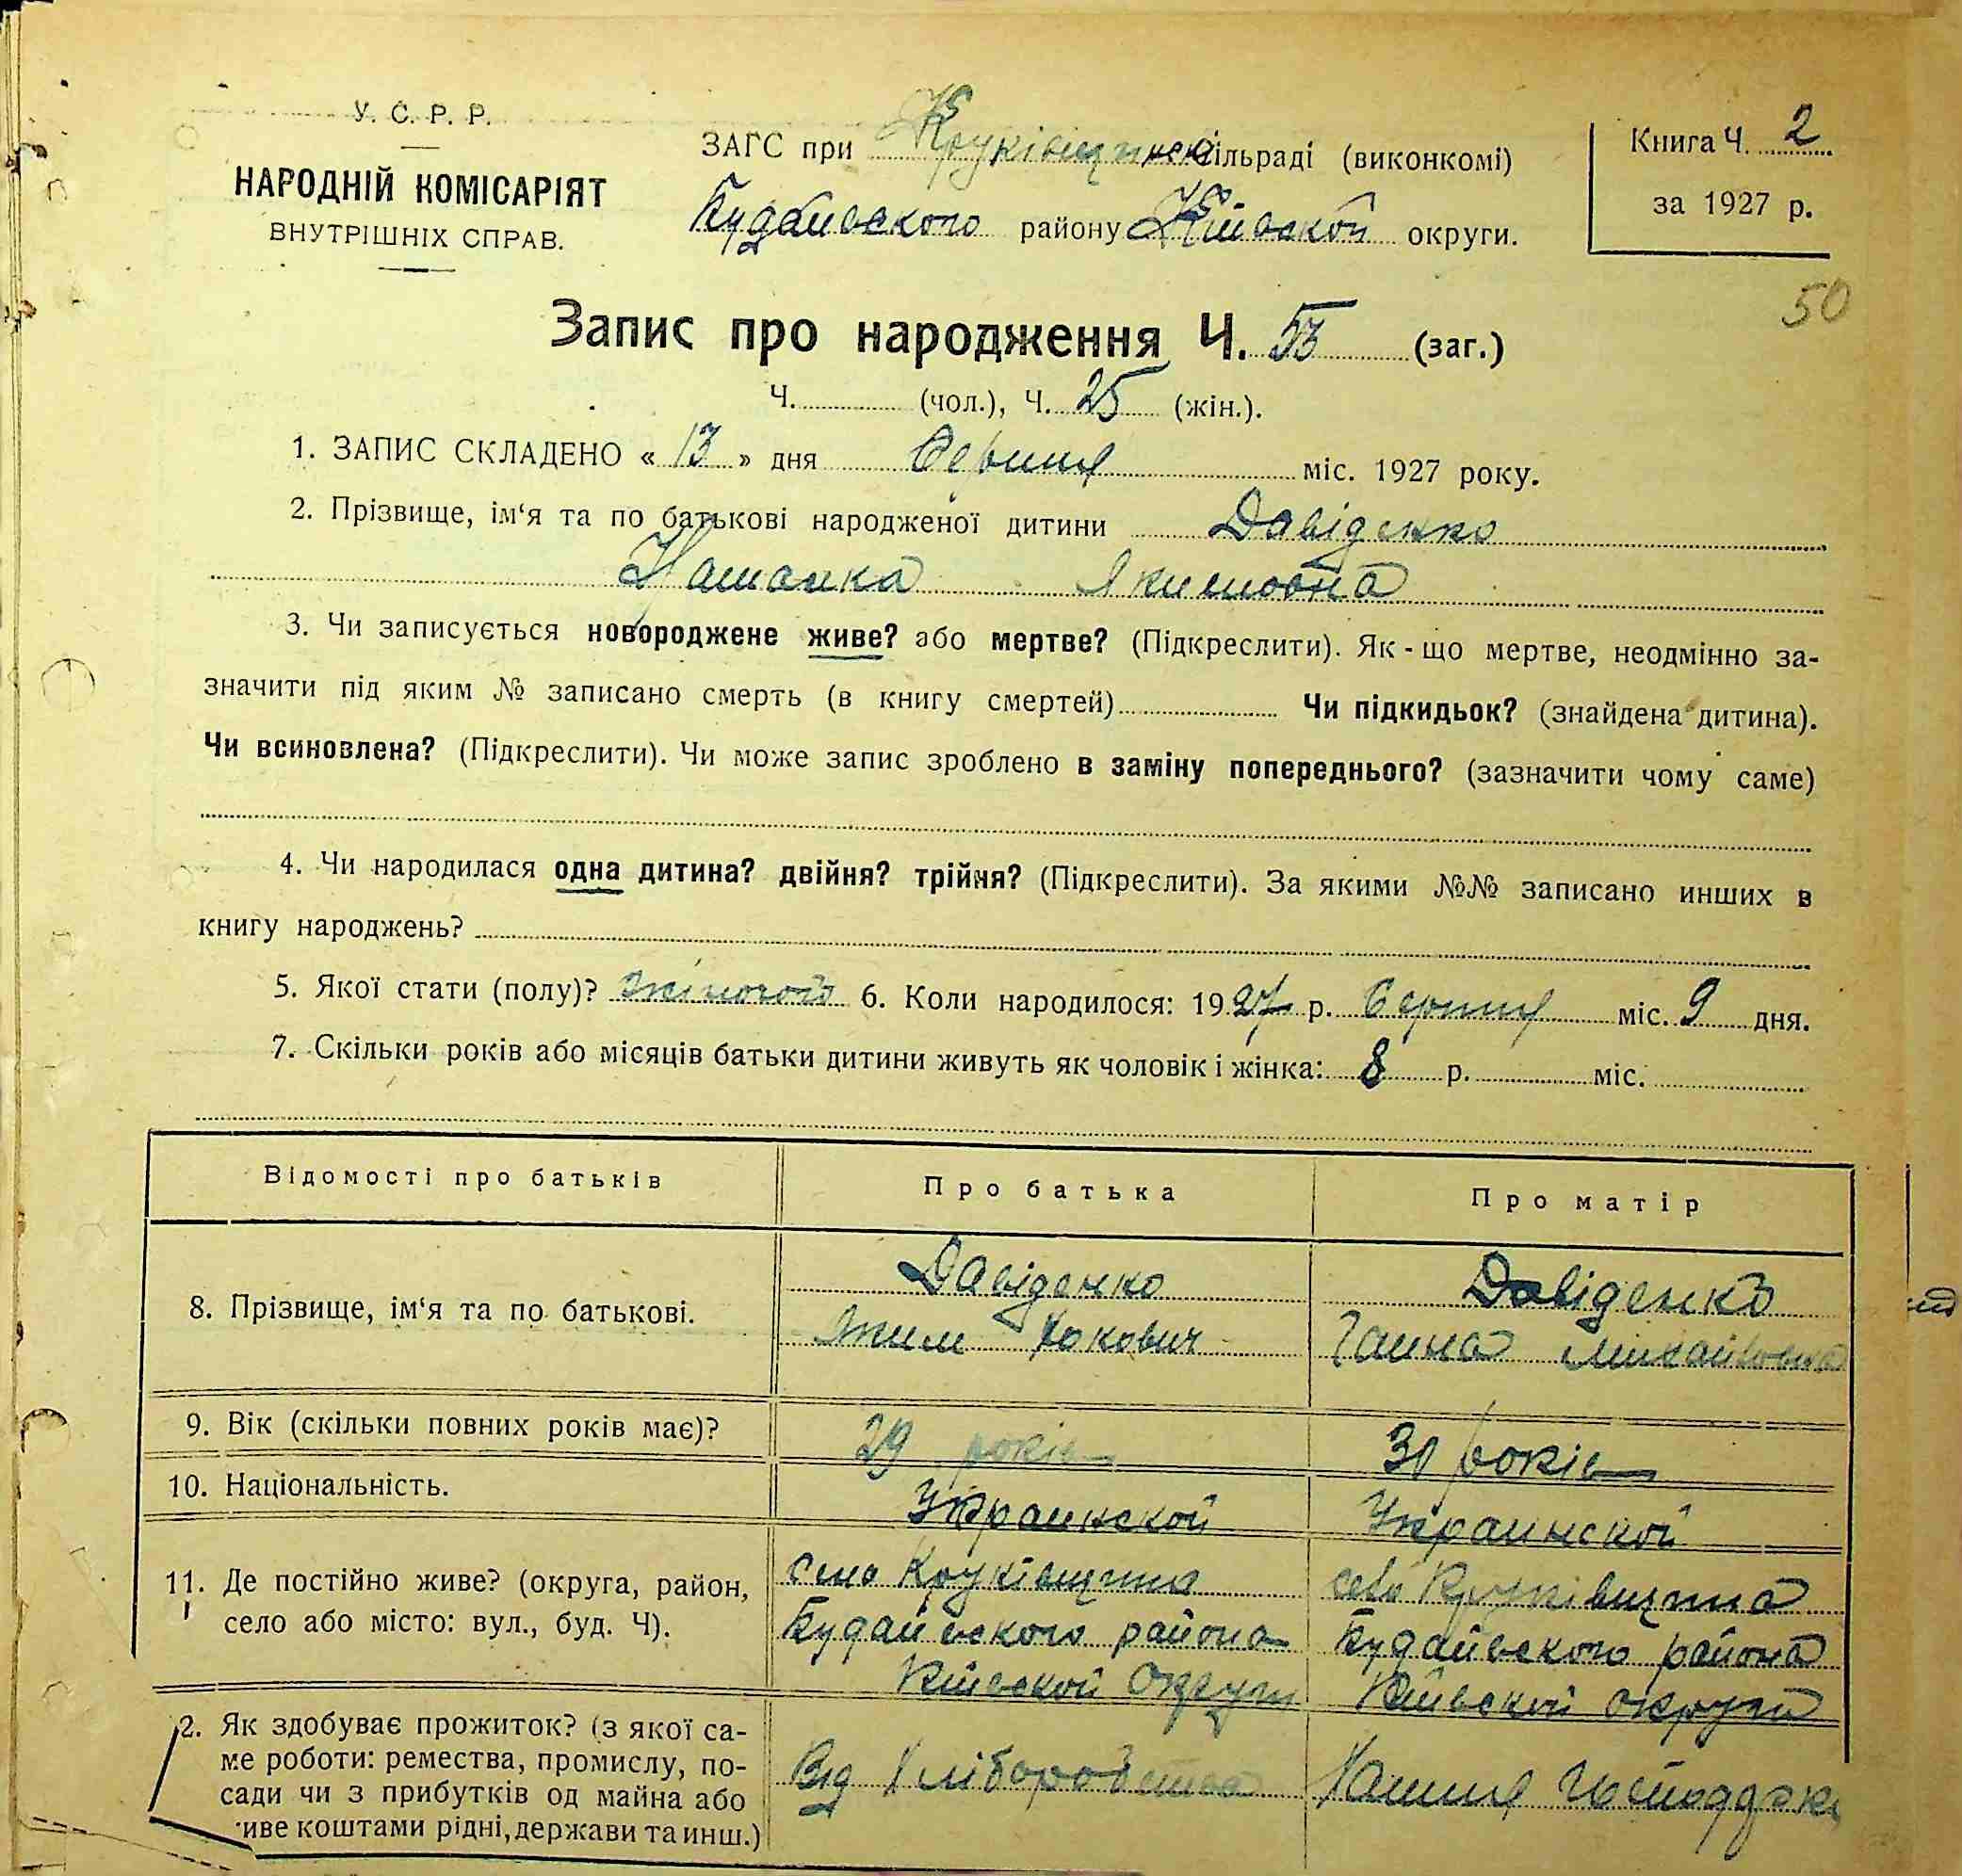 У. С. Р. Р.
НАРОДНІЙ КОМІСАРІЯТ
ВНУТРІШНІХ СПРАВ.
ЗАГС при Круківщинскій сільраді (виконкомі)
Будаївского району Київской округи.
Книга Ч. 2
за 1927 р.
50
Запис про народження Ч. 53 (заг.)
Ч. (чол.), Ч. 25 (жін.).
1. ЗАПИС СКЛАДЕНО « 13 » дня Серпня міс. 1927 року.
2. Прізвище, ім‘я та по батькові народженої дитини Давіденко
Наталка Якимовна
3. Чи записується новороджене живе? або мертве? (Підкреслити). Як-що мертве, неодмінно за-
значити під яким № записано смерть (в книгу смертей) Чи підкидьок? (знайдена дитина).
Чи всиновлена? (Підкреслити). Чи може запис зроблено в заміну попереднього? (зазначити чому саме)
4. Чи народилася одна дитина? двійня? трійня? (Підкреслити). За якими №№ записано инших в
книгу народжень?
5. Якої стати (полу)? Жіночой 6. Коли народилося: 1927 р. Серпня міс. 9 дня.
7. Скільки років або місяців батьки дитини живуть як чоловік і жінка: 8 р. міс.
Відомості про батьків
Про батька
Про матір
8. Прізвище, ім‘я та по батькові.
Давіденко
Яким
Давіденко
Ганна Михайловна
9. Вік (скільки повних років має)?
29 років
30 років
10. Національність.
Украинской
Украинской
11. Де постійно живе? (округа, район,
село або місто: вул., буд. Ч).
село Круківщина
Будаївского района
Київской округи
село Круківщина
Будаївского района
Київской округи
12. Як здобуває прожиток? (з якої са-
ме роботи: ремества, промислу, по-
сади чи з прибутків од майна або
живе коштами рідні, держави та инш.)
Від Хліборобства